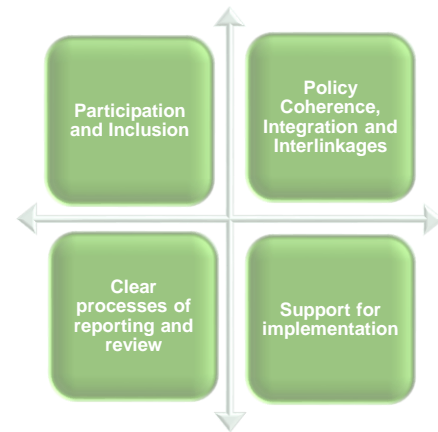 Participation
and Inclusion
Policy
Coherence,
Integration and
Interlinkages
Clear
processes of
reporting and
review
Support for
implementation